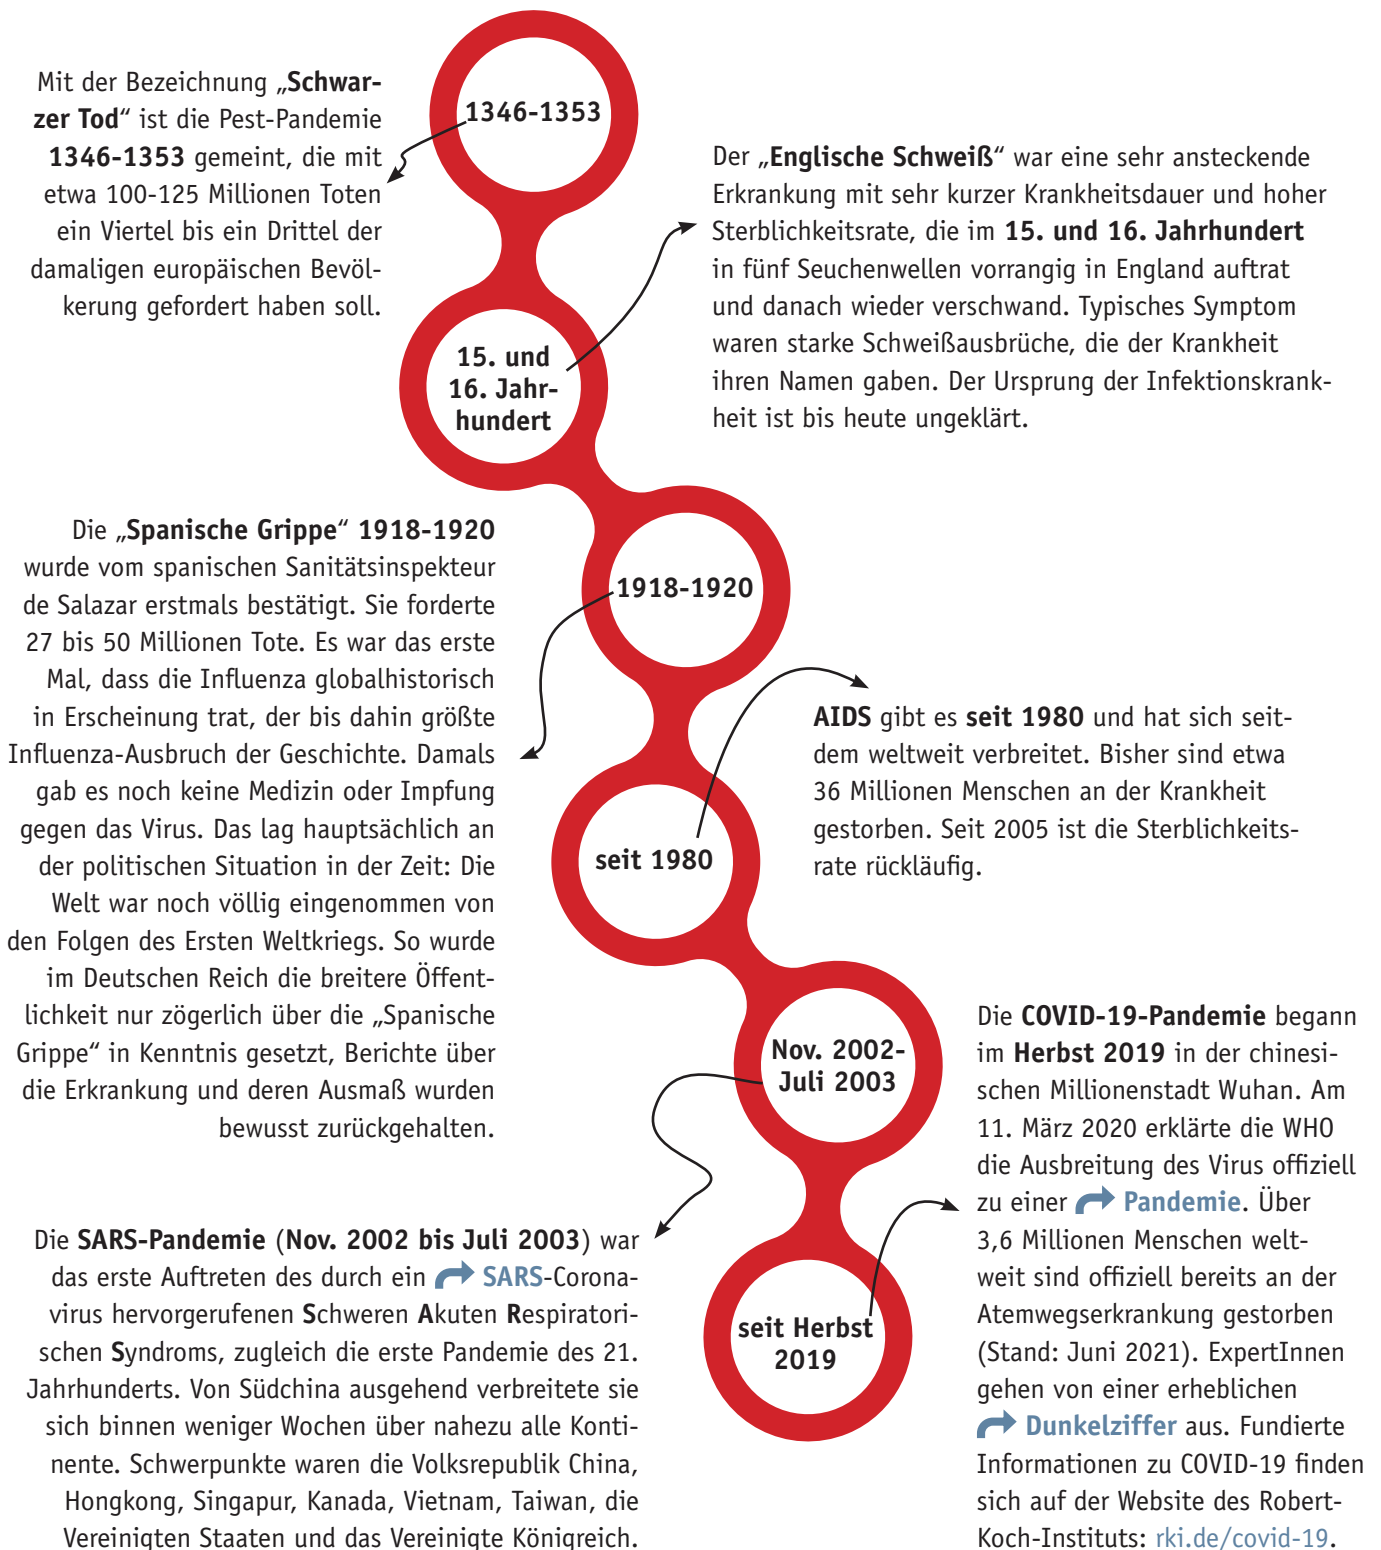 1346-1353
Mit der Bezeichnung „Schwar-
zer Tod“ ist die Pest-Pandemie
1346-1353 gemeint, die mit
etwa 100-125 Millionen Toten
ein Viertel bis ein Drittel der
damaligen europäischen Bevöl-
kerung gefordert haben soll.
15. und
16. Jahr-
hundert
Der „Englische Schweiß“ war eine sehr ansteckende
Erkrankung mit sehr kurzer Krankheitsdauer und hoher
Sterblichkeitsrate, die im 15. und 16. Jahrhundert
in fünf Seuchenwellen vorrangig in England auftrat
und danach wieder verschwand. Typisches Symptom
waren starke Schweißausbrüche, die der Krankheit
ihren Namen gaben. Der Ursprung der Infektionskrank-
heit ist bis heute ungeklärt.
1918-1920
Die „Spanische Grippe“ 1918-1920
wurde vom spanischen Sanitätsinspekteur
de Salazar erstmals bestätigt. Sie forderte
27 bis 50 Millionen Tote. Es war das erste
Mal, dass die Influenza globalhistorisch
in Erscheinung trat, der bis dahin größte
Influenza-Ausbruch der Geschichte. Damals
gab es noch keine Medizin oder Impfung
gegen das Virus. Das lag hauptsächlich an
der politischen Situation in der Zeit: Die
Welt war noch völlig eingenommen von
den Folgen des Ersten Weltkriegs. So wurde
im Deutschen Reich die breitere Öffent-
lichkeit nur zögerlich über die „Spanische
Grippe“ in Kenntnis gesetzt, Berichte über
die Erkrankung und deren Ausmaß wurden
bewusst zurückgehalten.
seit 1980
AIDS gibt es seit 1980 und hat sich seit-
dem weltweit verbreitet. Bisher sind etwa
36 Millionen Menschen an der Krankheit
gestorben. Seit 2005 ist die Sterblichkeits-
rate rückläufig.
Nov. 2002-
Juli 2003
Die SARS-Pandemie (Nov. 2002 bis Juli 2003) war
das erste Auftreten des durch ein SARS-Corona-
virus hervorgerufenen Schweren Akuten Respiratori-
schen Syndroms, zugleich die erste Pandemie des 21.
Jahrhunderts. Von Südchina ausgehend verbreitete sie
sich binnen weniger Wochen über nahezu alle Konti-
nente. Schwerpunkte waren die Volksrepublik China,
Hongkong, Singapur, Kanada, Vietnam, Taiwan, die
Vereinigten Staaten und das Vereinigte Königreich.
seit Herbst
2019
Die COVID-19-Pandemie begann
im Herbst 2019 in der chinesi-
schen Millionenstadt Wuhan. Am
11. März 2020 erklärte die WHO
die Ausbreitung des Virus offiziell
zu einer Pandemie. Über
3,6 Millionen Menschen welt-
weit sind offiziell bereits an der
Atemwegserkrankung gestorben
(Stand: Juni 2021). ExpertInnen
gehen von einer erheblichen
Dunkelziffer aus. Fundierte
Informationen zu COVID-19 finden
sich auf der Website des Robert-
Koch-Instituts: rki.de/covid-19.